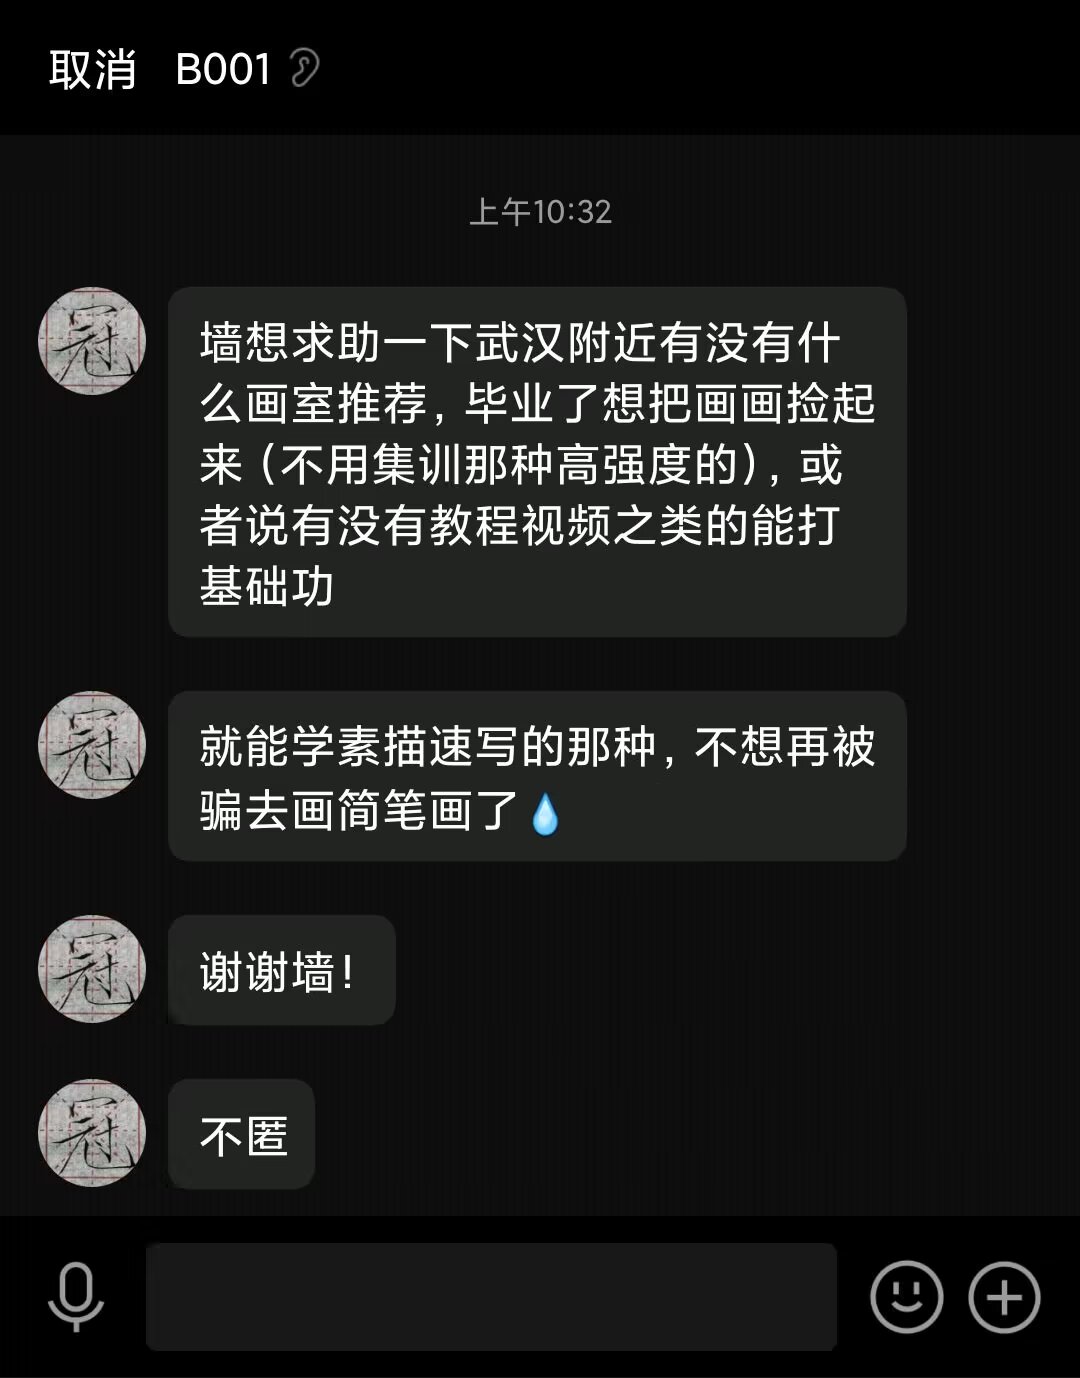 取消 B001
上午10:32
墙想求助一下武汉附近有没有什
么画室推荐，毕业了想把画画捡起
来（不用集训那种高强度的），或
者说有没有教程视频之类的能打
基础功
就能学素描速写的那种，不想再被
骗去画简笔画了💧
谢谢墙！
不匿